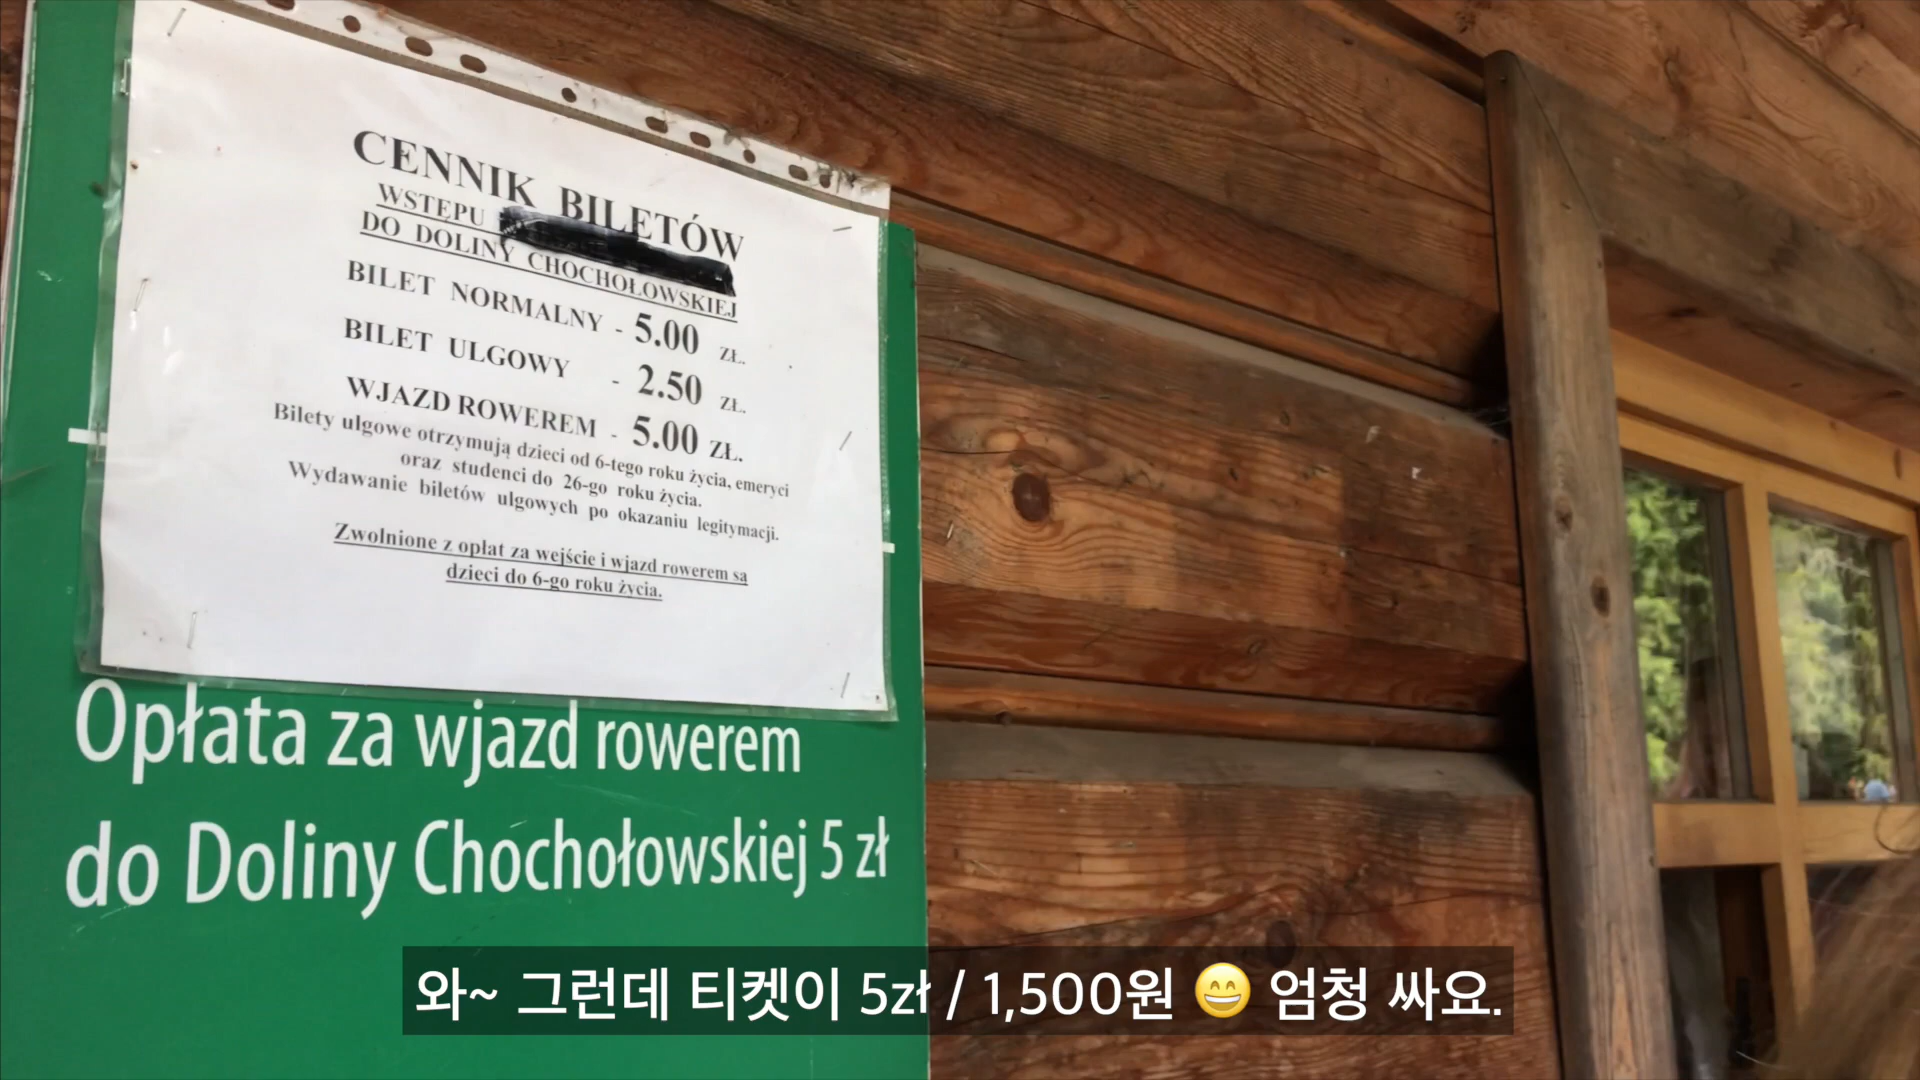 CENNIK BILETÓW
WSTĘPU
DO DOLINY CHOCHOŁOWSKIEJ
BILET NORMALNY - 5.00 ZŁ.
BILET ULGOWY - 2.50 ZŁ.
WJAZD ROWEREM - 5.00 ZŁ.
Bilety ulgowe otrzymują dzieci od 6-tego roku życia, emeryci
oraz studenci do 26-go roku życia.
Wydawanie biletów ulgowych po okazaniu legitymacji.
Zwolnione z opłat za wejście i wjazd rowerem sa
dzieci do 6-go roku życia.
Opłata za wjazd rowerem
do Doliny Chochołowskiej 5 zł
와~ 그런데 티켓이 5zł / 1,500원 😄 엄청 싸요.